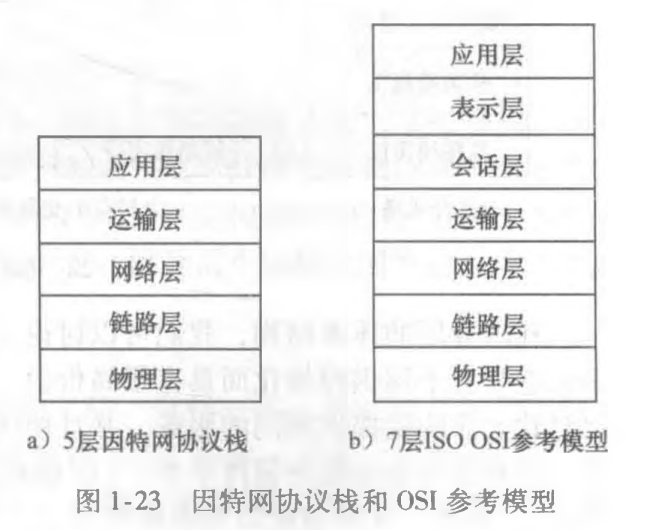 应用层
运输层
网络层
链路层
物理层
a）5层因特网协议栈
应用层
表示层
会话层
运输层
网络层
链路层
物理层
b）7层ISO OSI参考模型
图 1-23 因特网协议栈和 OSI 参考模型